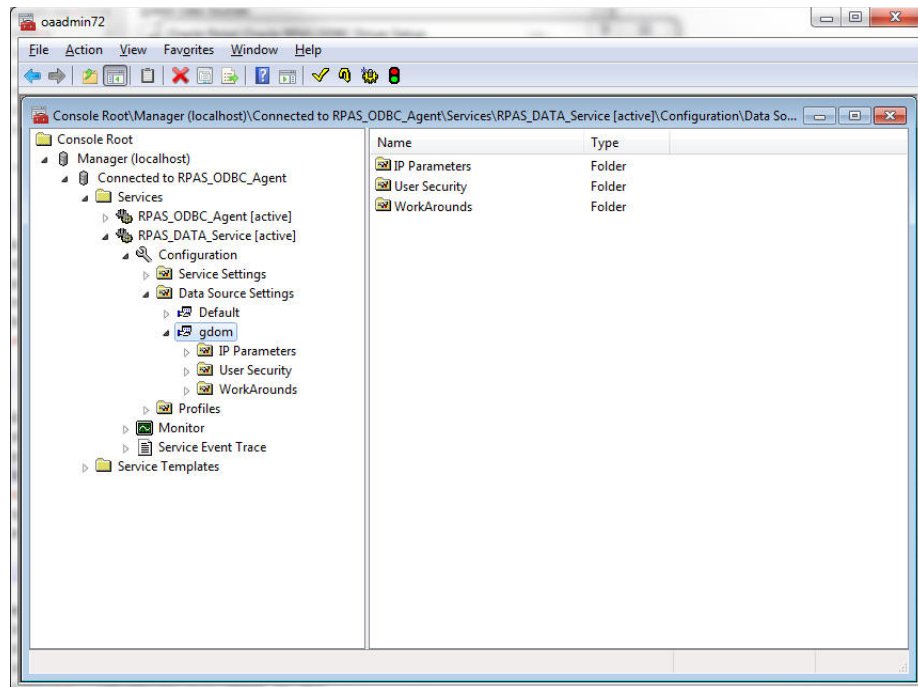 oaadmin72
File Action View Favorites Window Help
Console Root\Manager (localhost)\Connected to RPAS_ODBC_Agent\Services\RPAS_DATA_Service [active]\Configuration\Data So...
Console Root
Manager (localhost)
Connected to RPAS_ODBC_Agent
Services
RPAS_ODBC_Agent [active]
RPAS_DATA_Service [active]
Configuration
Service Settings
Data Source Settings
Default
gdom
IP Parameters
User Security
WorkArounds
Profiles
Monitor
Service Event Trace
Service Templates
Name Type
IP Parameters Folder
User Security Folder
WorkArounds Folder